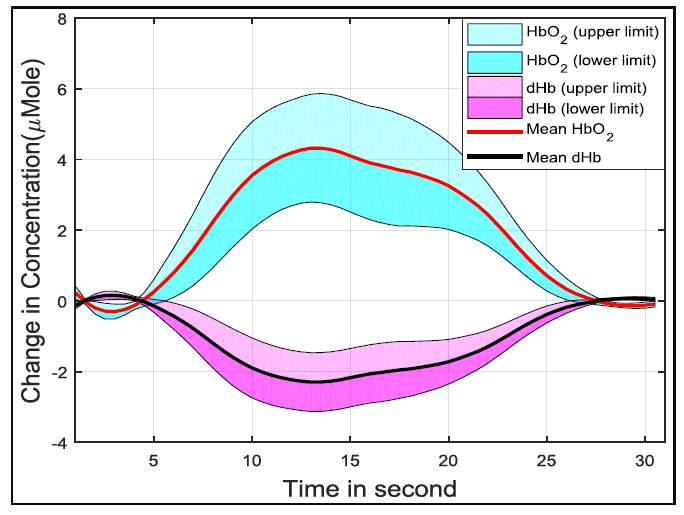 8
6
4
2
0
-2
-4
Change in Concentration(μMole)
HbO2 (upper limit)
HbO2 (lower limit)
dHb (upper limit)
dHb (lower limit)
Mean HbO2
Mean dHb
5 10 15 20 25 30
Time in second